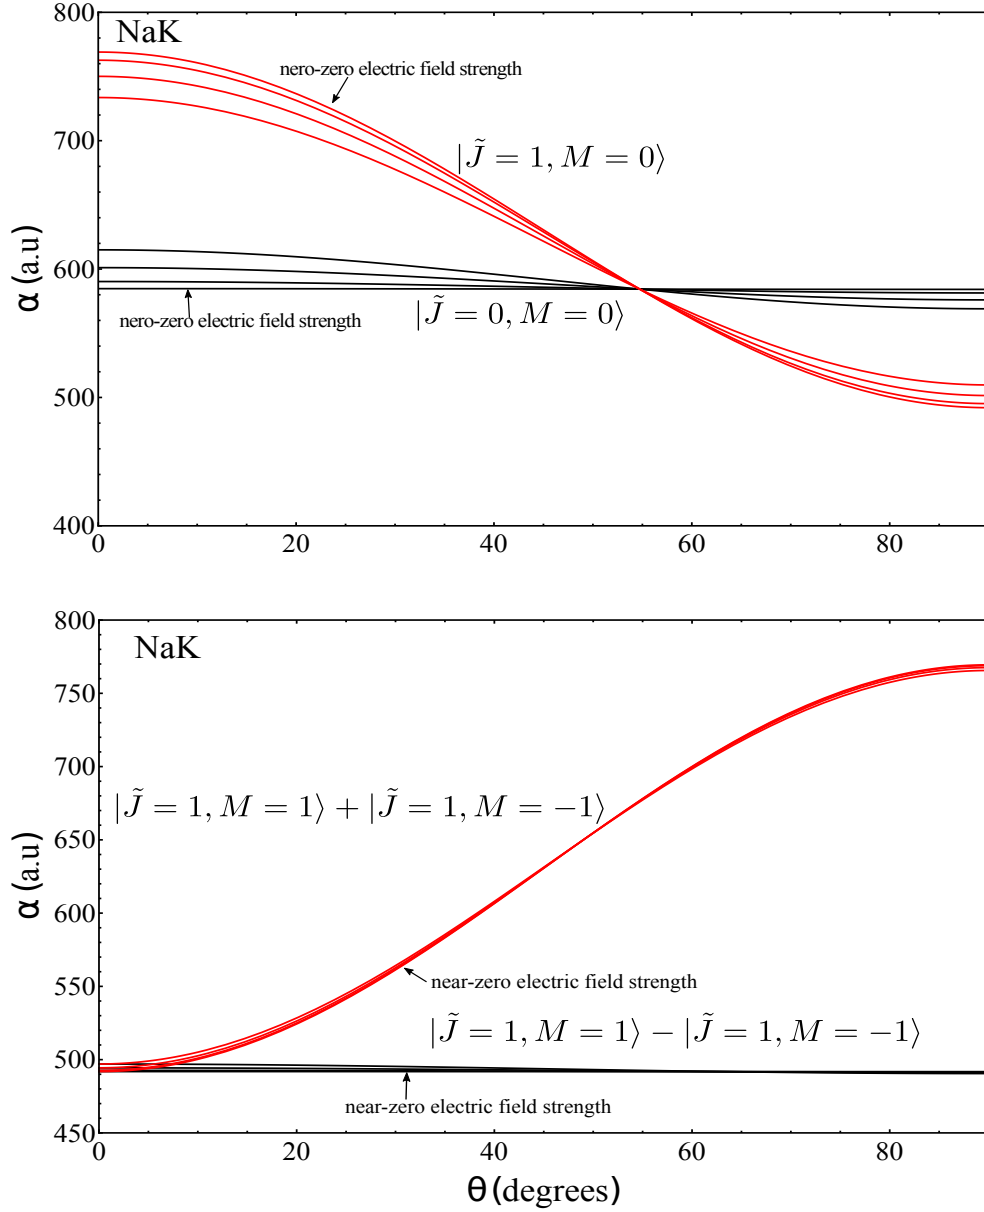 800
NaK
nero-zero electric field strength
700
|J̃ = 1, M = 0⟩
α (a.u)
600
nero-zero electric field strength
|J̃ = 0, M = 0⟩
500
400
0 20 40 60 80
800
NaK
750
700
|J̃ = 1, M = 1⟩ + |J̃ = 1, M = −1⟩
650
α (a.u)
600
550
near-zero electric field strength
|J̃ = 1, M = 1⟩ − |J̃ = 1, M = −1⟩
500
near-zero electric field strength
450
0 20 40 60 80
θ (degrees)